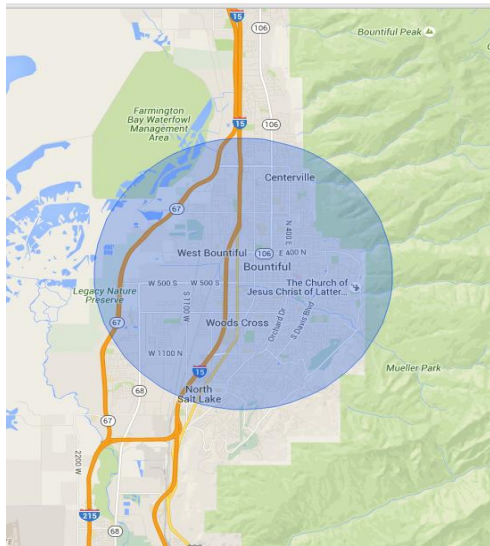 15
106
Bountiful Peak
Farmington
Bay Waterfowl
Management
Area
15
106
Centerville
67
N 400 E
West Bountiful
106
E 400 N
Bountiful
W 500 S
W 500 S
The Church of
Jesus Christ of Latter...
Legacy Nature
Preserve
S 1100 W
67
Woods Cross
Orchard Dr
S Davis Blvd
W 1100 N
15
Mueller Park
68
North
Salt Lake
67
2200 W
215
68